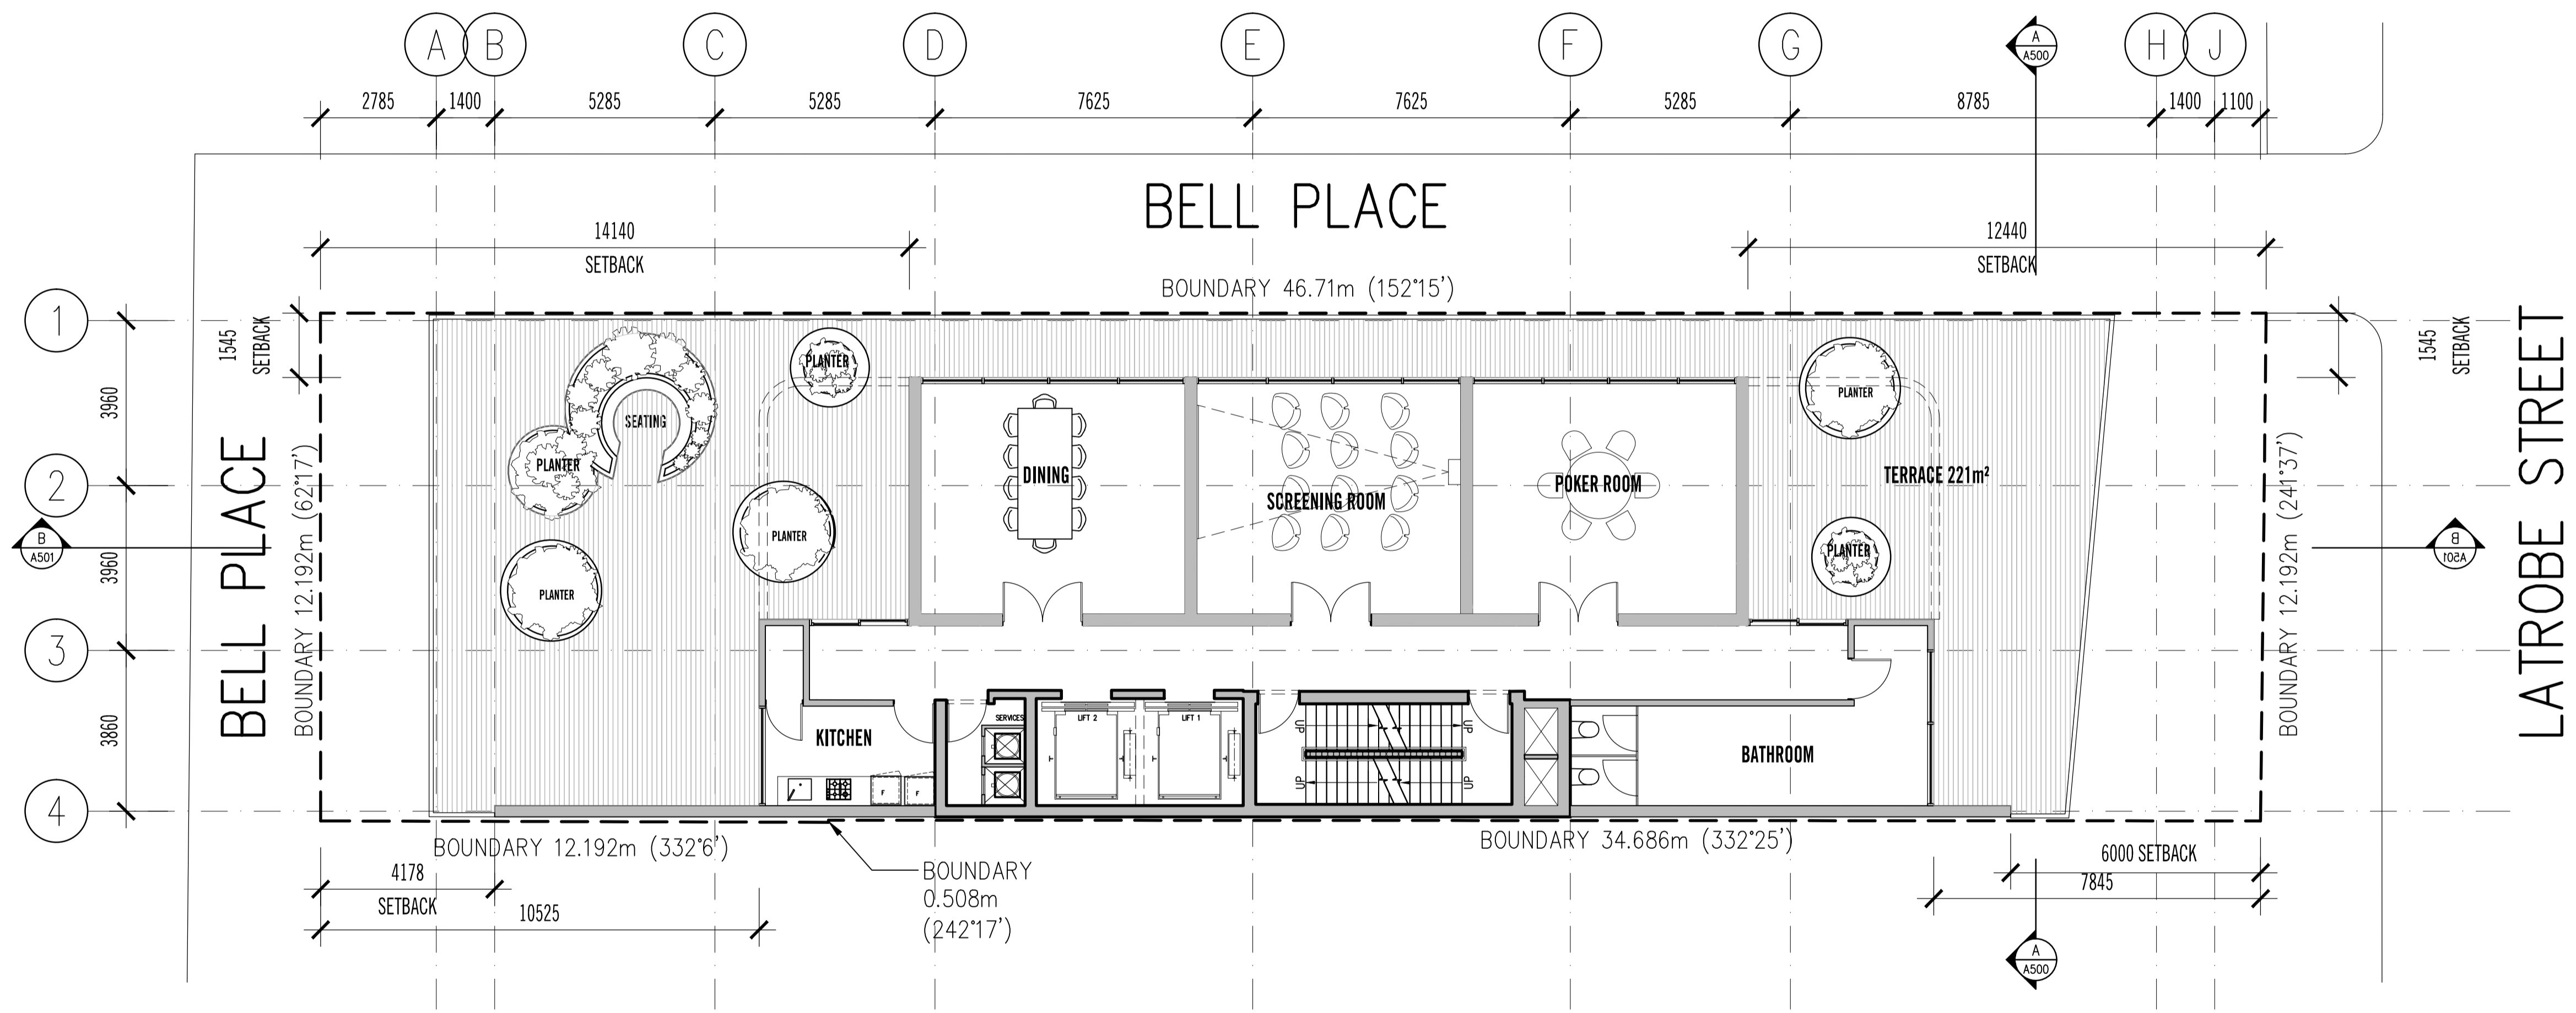 A B C D E F G A A500 H J
2785 1400 5285 5285 7625 7625 5285 8785 1400 1100
BELL PLACE
14140
SETBACK
12440
SETBACK
BOUNDARY 46.71m (152°15')
1
2
3
4
3960
3960
3860
1545
SETBACK
1545
SETBACK
BELL PLACE
BOUNDARY 12.192m (62°17')
B
A501
PLANTER
SEATING
PLANTER
PLANTER
PLANTER
DINING
SCREENING ROOM
POKER ROOM
PLANTER
TERRACE 221m²
PLANTER
BOUNDARY 12.192m (241°37')
LATROBE STREET
B
A501
KITCHEN
F
F
SERVICES
LIFT 2
LIFT 1
UP
UP
UP
UP
BATHROOM
BOUNDARY 12.192m (332°6')
BOUNDARY 34.686m (332°25')
BOUNDARY
0.508m
(242°17')
4178
SETBACK
10525
6000 SETBACK
7845
A
A500